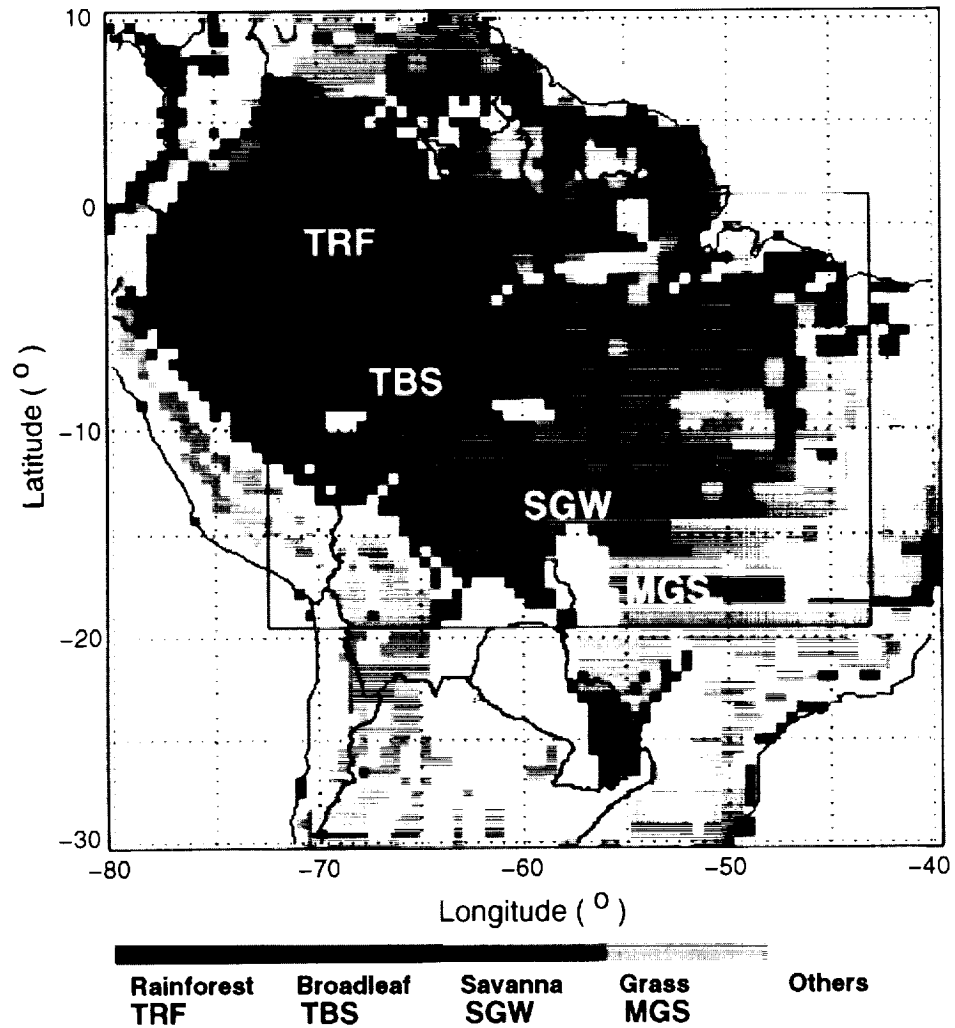 10
0
−10
−20
−30
Latitude ( ° )
TRF
TBS
SGW
MGS
−80
−70
−60
−50
−40
Longitude ( ° )
Rainforest Broadleaf Savanna Grass Others
TRF TBS SGW MGS